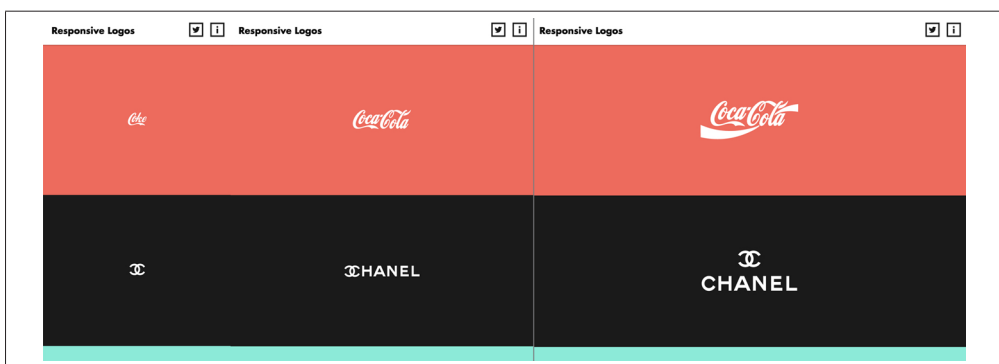 Responsive Logos
Responsive Logos
Responsive Logos
Coke
Coca-Cola
Coca-Cola
CHANEL
CHANEL